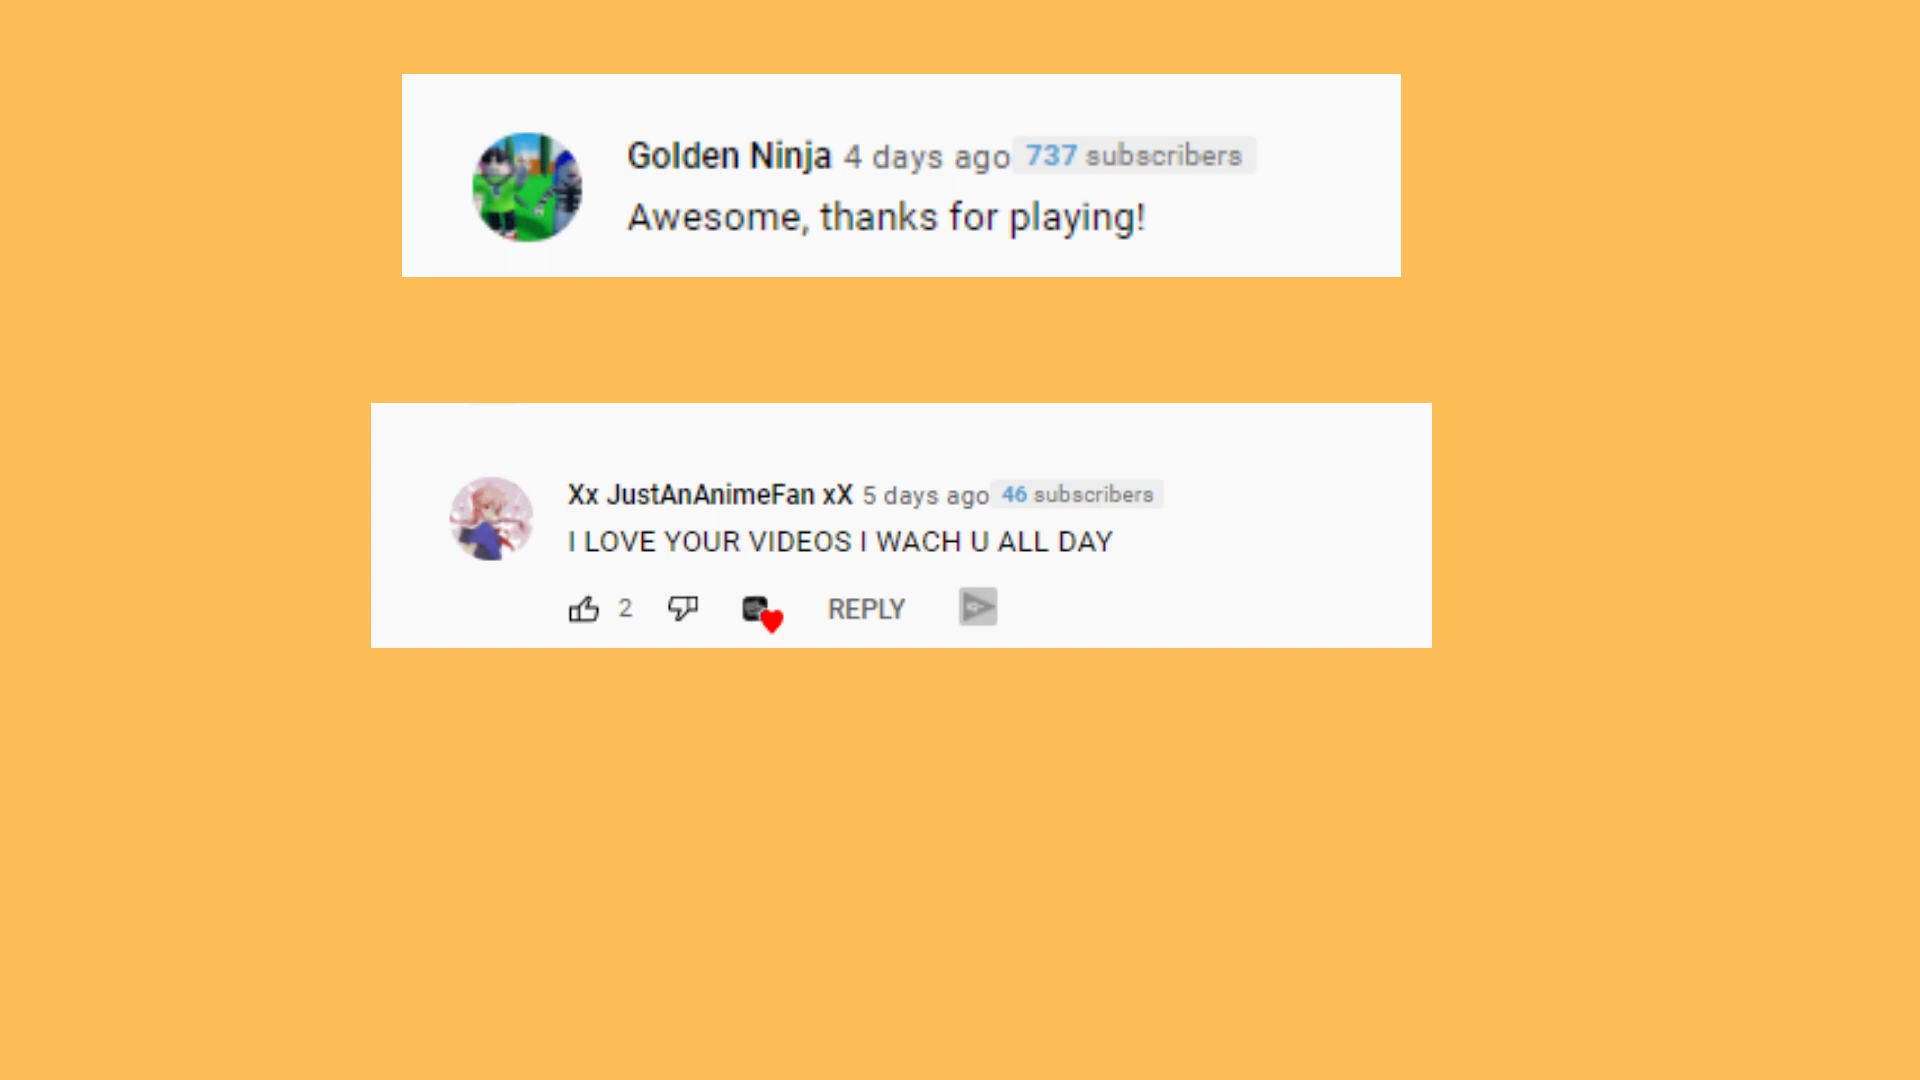 Golden Ninja 4 days ago 737 subscribers
Awesome, thanks for playing!
Xx JustAnAnimeFan xX 5 days ago 46 subscribers
I LOVE YOUR VIDEOS I WACH U ALL DAY
2 REPLY